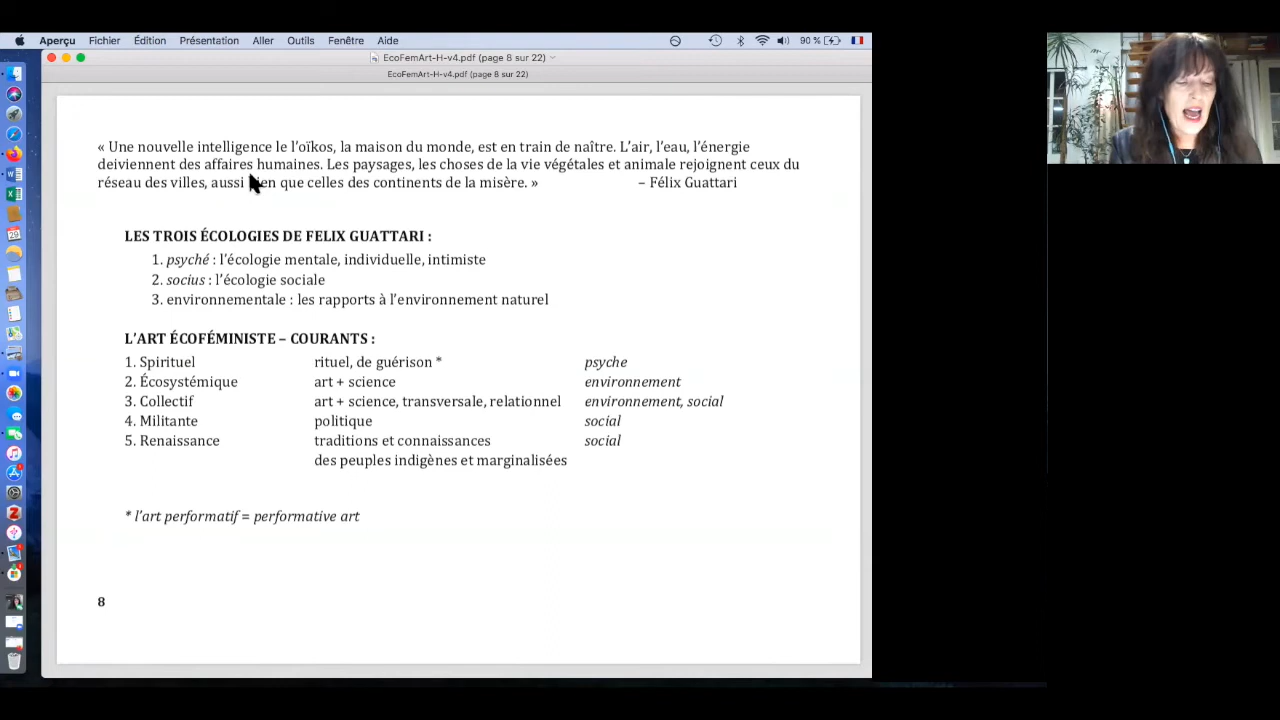 Aperçu Fichier Édition Présentation Aller Outils Fenêtre Aide 90 %
EcoFemArt-H-v4.pdf (page 8 sur 22)
EcoFemArt-H-v4.pdf (page 8 sur 22)
« Une nouvelle intelligence le l’oïkos, la maison du monde, est en train de naître. L’air, l’eau, l’énergie
deiviennent des affaires humaines. Les paysages, les choses de la vie végétales et animale rejoignent ceux du
réseau des villes, aussi bien que celles des continents de la misère. » – Félix Guattari
LES TROIS ÉCOLOGIES DE FELIX GUATTARI :
1. psyché : l’écologie mentale, individuelle, intimiste
2. socius : l’écologie sociale
3. environnementale : les rapports à l’environnement naturel
L’ART ÉCOFÉMINISTE – COURANTS :
1. Spirituel rituel, de guérison * psyche
2. Écosystémique art + science environnement
3. Collectif art + science, transversale, relationnel environnement, social
4. Militante politique social
5. Renaissance traditions et connaissances social
des peuples indigènes et marginalisées
* l’art performatif = performative art
8